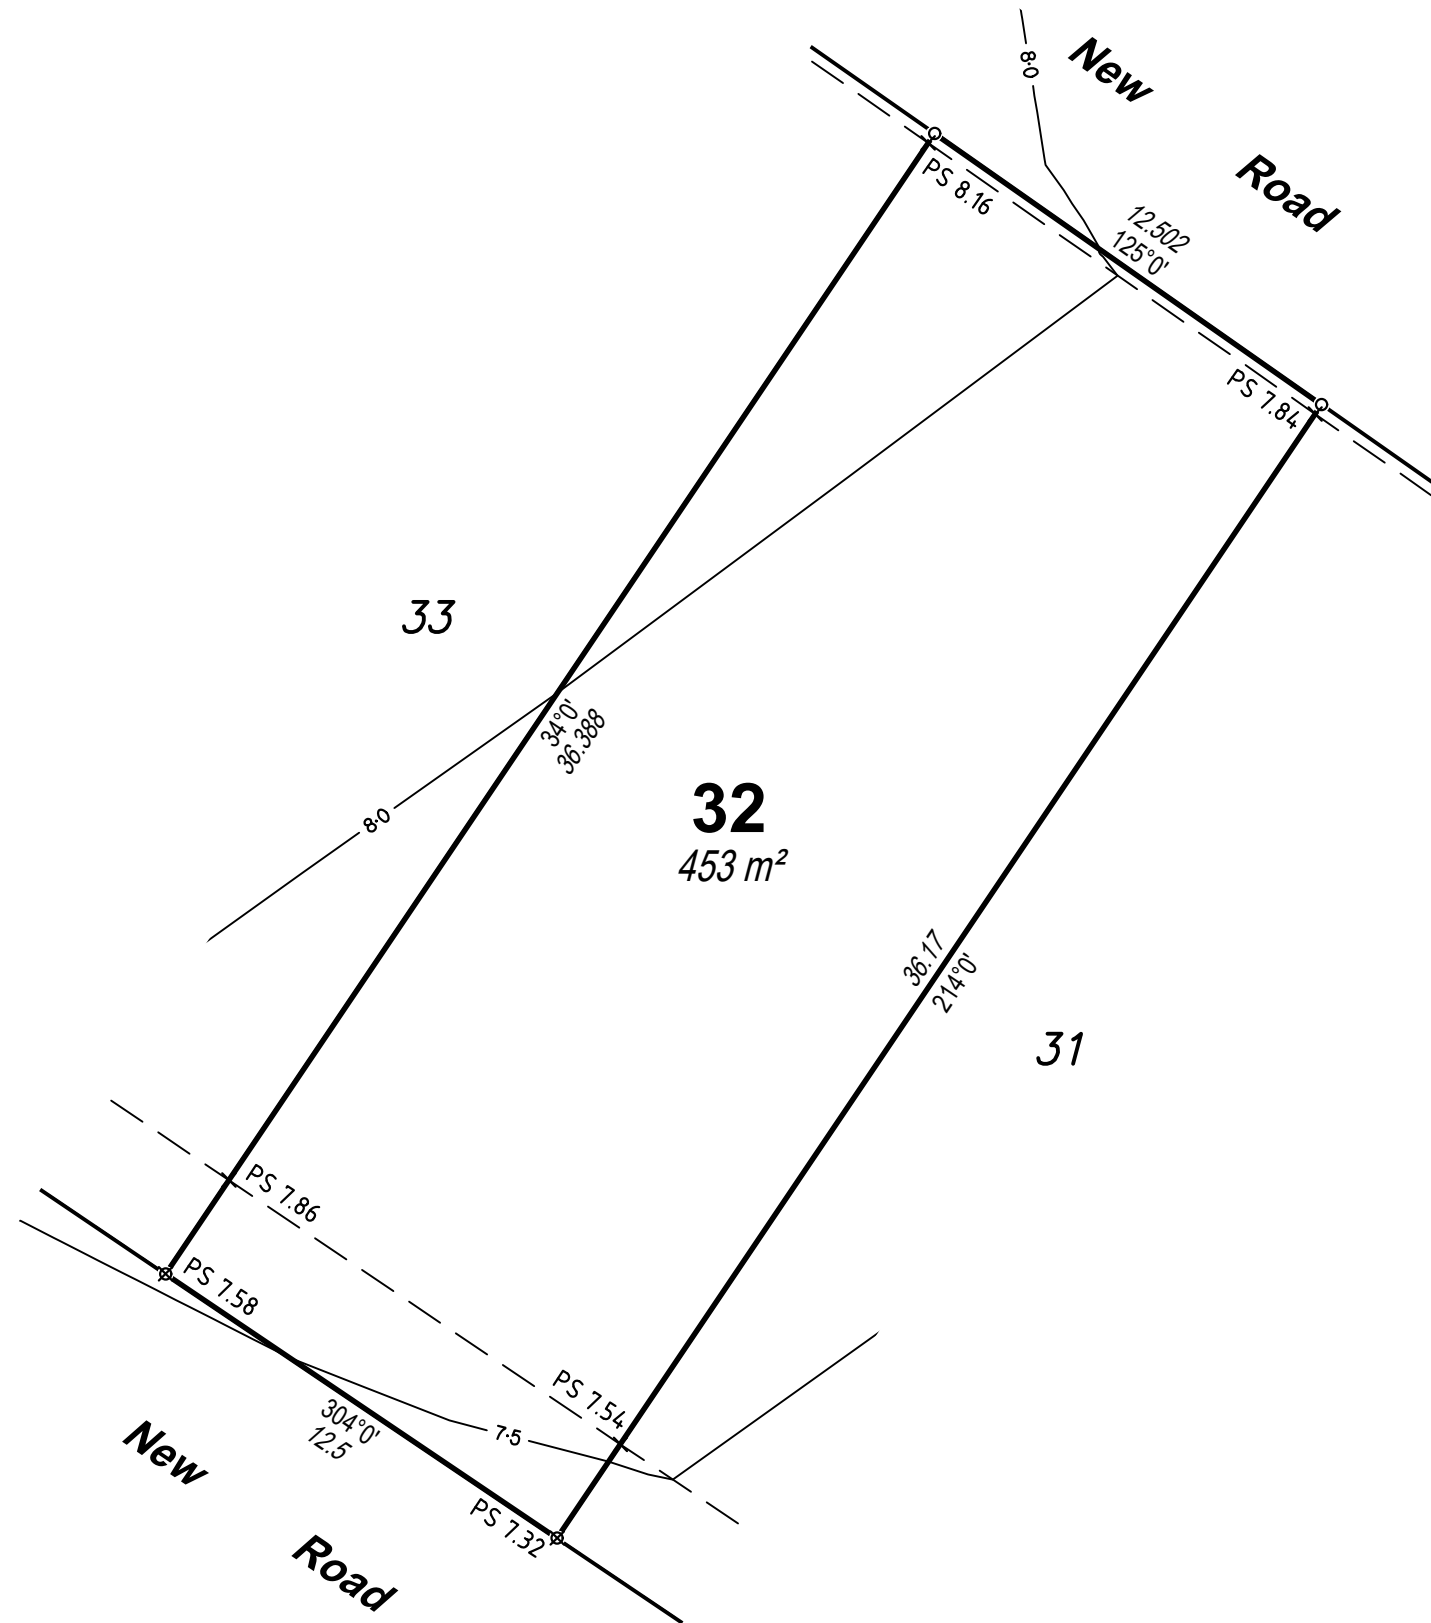 8·0
New
Road
PS 8.16
12.502
125°0'
PS 7.84
33
34°0'
36.388
8·0
32
453 m²
36.17
214°0'
31
PS 7.86
PS 7.58
PS 7.54
7·5
304°0'
12.5
PS 7.32
New
Road